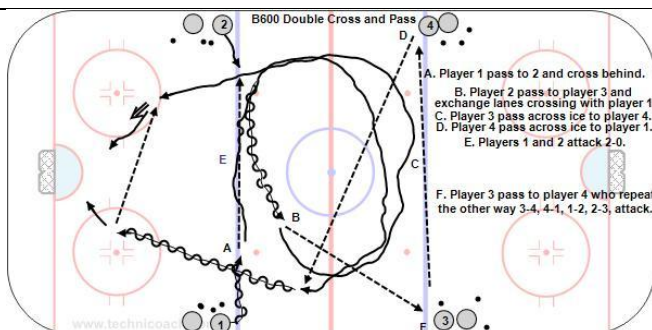 B600 Double Cross and Pass
2
4
D
A. Player 1 pass to 2 and cross behind.
B. Player 2 pass to player 3 and
exchange lanes crossing with player 1
C. Player 3 pass across ice to player 4.
D. Player 4 pass across ice to player 1.
E. Players 1 and 2 attack 2-0.
E
C
F. Player 3 pass to player 4 who repeat
the other way 3-4, 4-1, 1-2, 2-3, attack.
B
A
www.technicoach
1
F
3